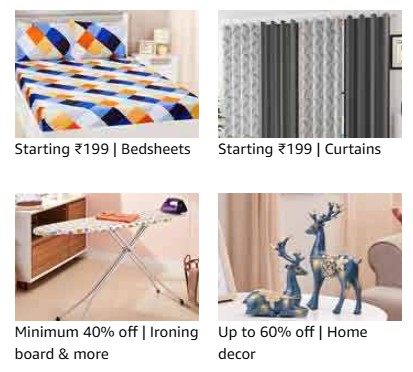 Starting ₹199 | Bedsheets
Starting ₹199 | Curtains
Minimum 40% off | Ironing
board & more
Up to 60% off | Home
decor